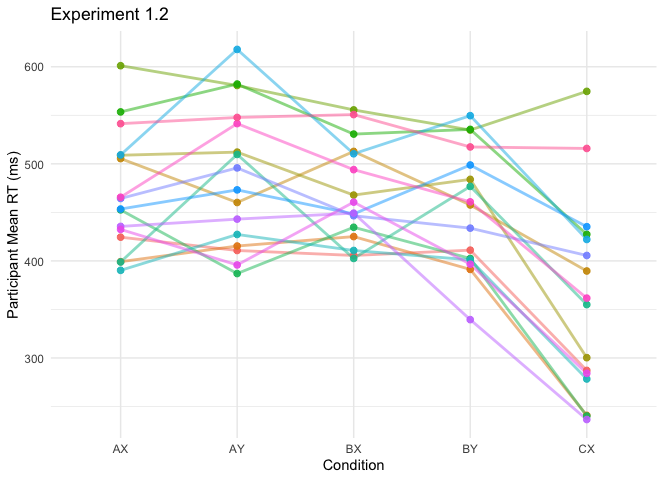 Experiment 1.2
Participant Mean RT (ms)
600
500
400
300
AX AY BX BY CX
Condition